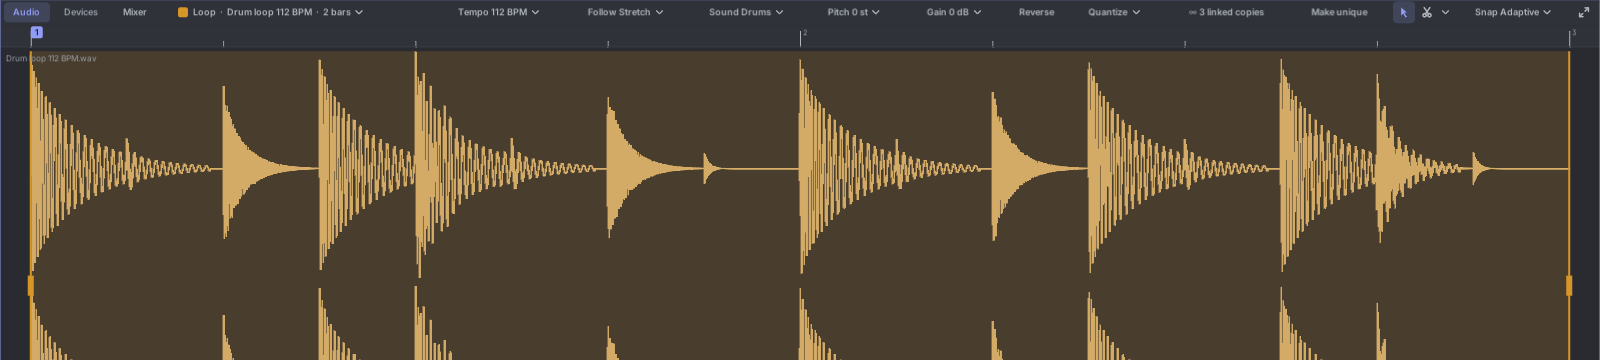 Audio Devices Mixer Loop · Drum loop 112 BPM · 2 bars Tempo 112 BPM Follow Stretch Sound Drums Pitch 0 st Gain 0 dB Reverse Quantize 3 linked copies Make unique Snap Adaptive
1 2 3
Drum loop 112 BPM.wav